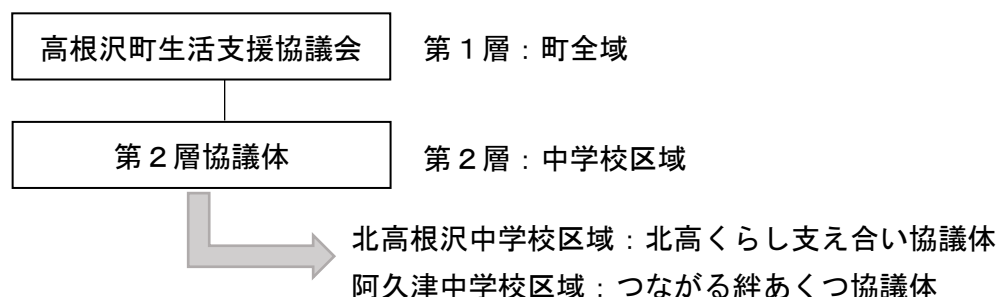 高根沢町生活支援協議会　第１層：町全域
第２層協議体　第２層：中学校区域
北高根沢中学校区域：北高くらし支え合い協議体
阿久津中学校区域：つながる絆あくつ協議体